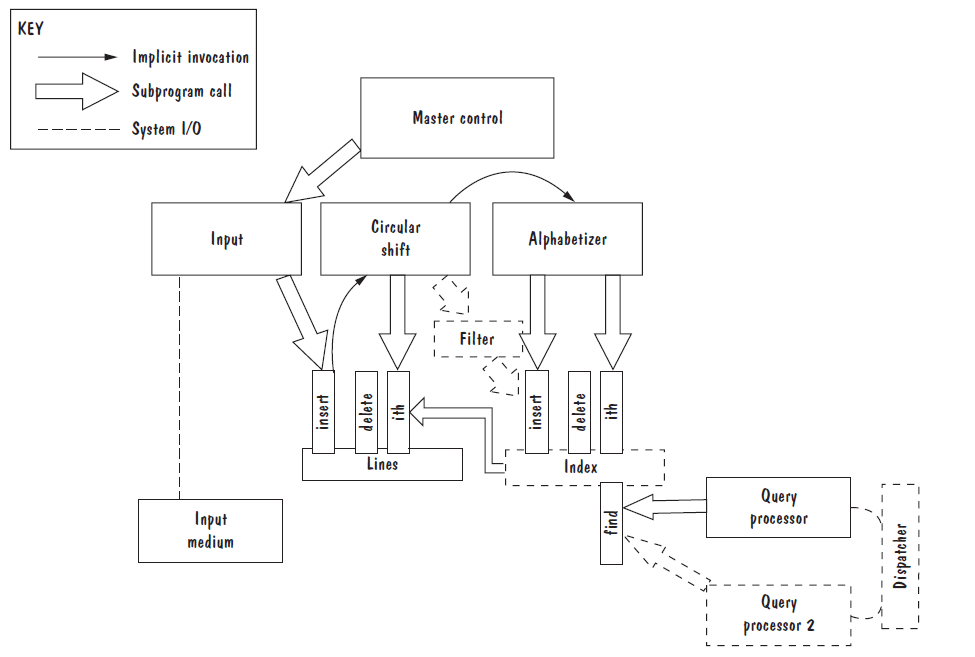 KEY
Implicit invocation
Subprogram call
System I/O
Master control
Input
Circular
shift
Alphabetizer
Filter
insert
delete
ith
Lines
insert
delete
ith
Index
find
Input
medium
Query
processor
Query
processor 2
Dispatcher